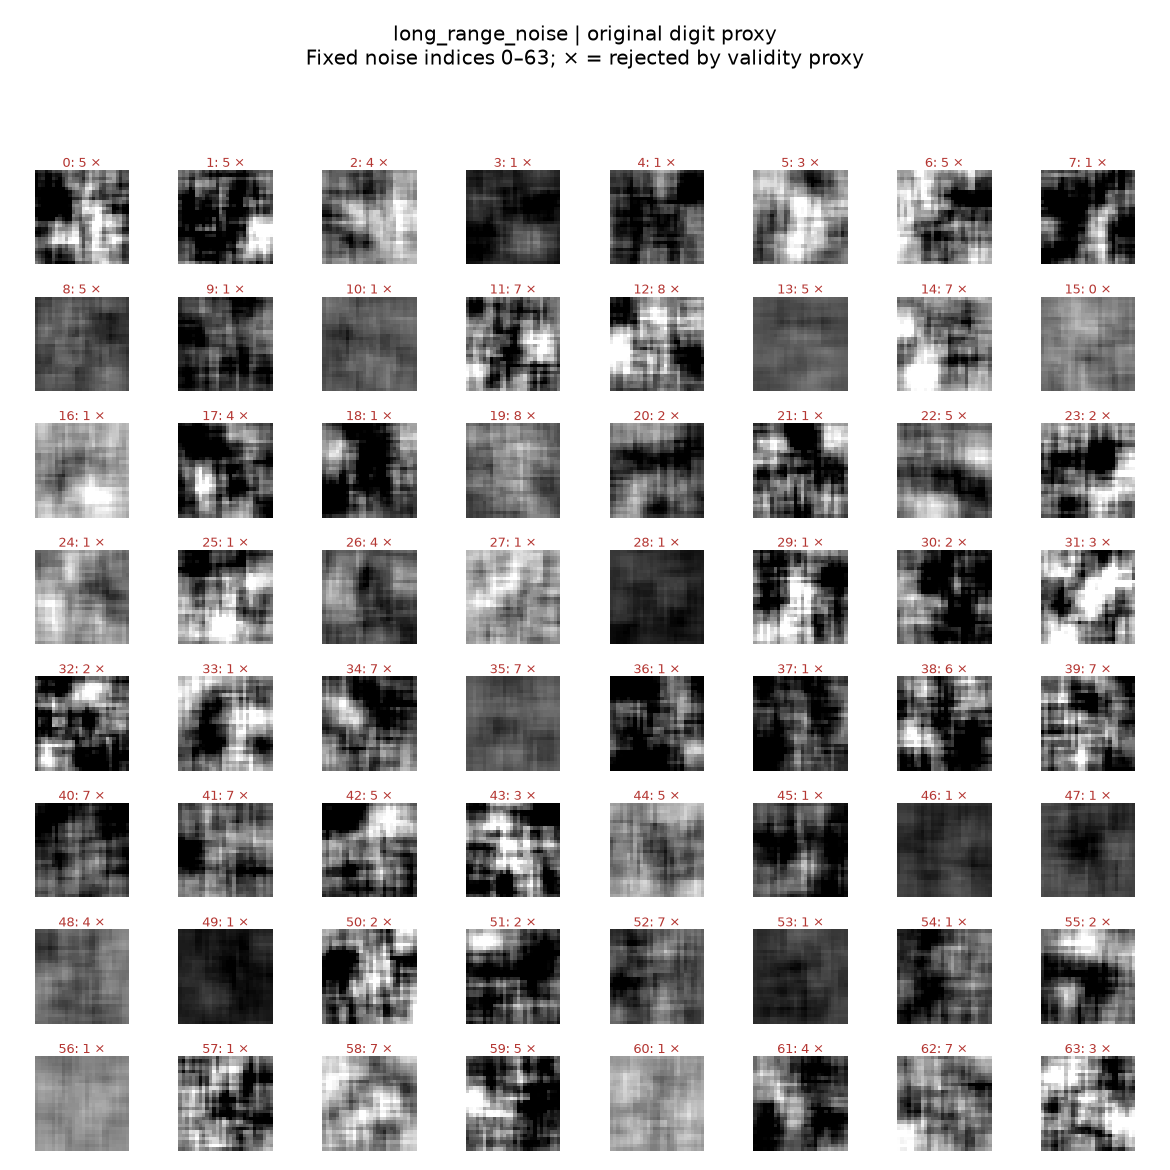 long_range_noise | original digit proxy
Fixed noise indices 0–63; × = rejected by validity proxy
0: 5 × 1: 5 × 2: 4 × 3: 1 × 4: 1 × 5: 3 × 6: 5 × 7: 1 ×
8: 5 × 9: 1 × 10: 1 × 11: 7 × 12: 8 × 13: 5 × 14: 7 × 15: 0 ×
16: 1 × 17: 4 × 18: 1 × 19: 8 × 20: 2 × 21: 1 × 22: 5 × 23: 2 ×
24: 1 × 25: 1 × 26: 4 × 27: 1 × 28: 1 × 29: 1 × 30: 2 × 31: 3 ×
32: 2 × 33: 1 × 34: 7 × 35: 7 × 36: 1 × 37: 1 × 38: 6 × 39: 7 ×
40: 7 × 41: 7 × 42: 5 × 43: 3 × 44: 5 × 45: 1 × 46: 1 × 47: 1 ×
48: 4 × 49: 1 × 50: 2 × 51: 2 × 52: 7 × 53: 1 × 54: 1 × 55: 2 ×
56: 1 × 57: 1 × 58: 7 × 59: 5 × 60: 1 × 61: 4 × 62: 7 × 63: 3 ×